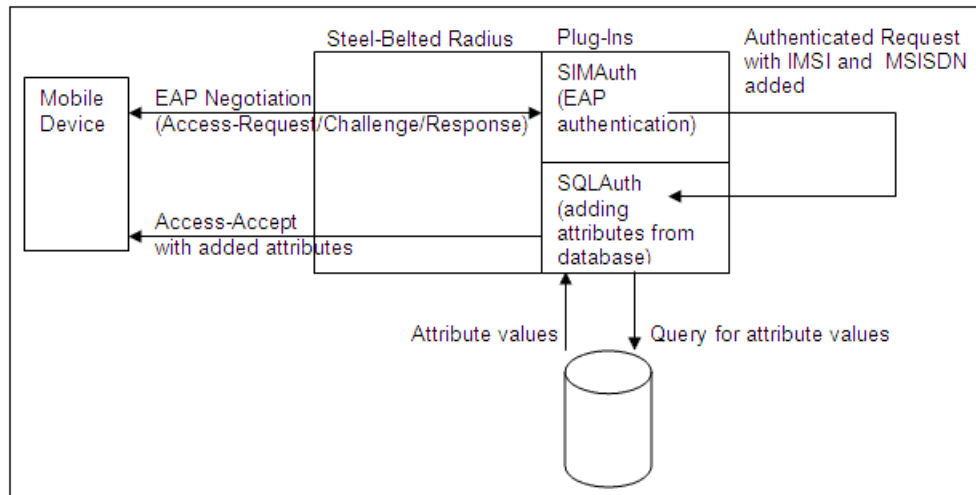 Steel-Belted Radius
Plug-Ins
Authenticated Request
with IMSI and MSISDN
added
Mobile
Device
EAP Negotiation
(Access-Request/Challenge/Response)
SIMAuth
(EAP
authentication)
SQLAuth
(adding
attributes from
database)
Access-Accept
with added attributes
Attribute values
Query for attribute values